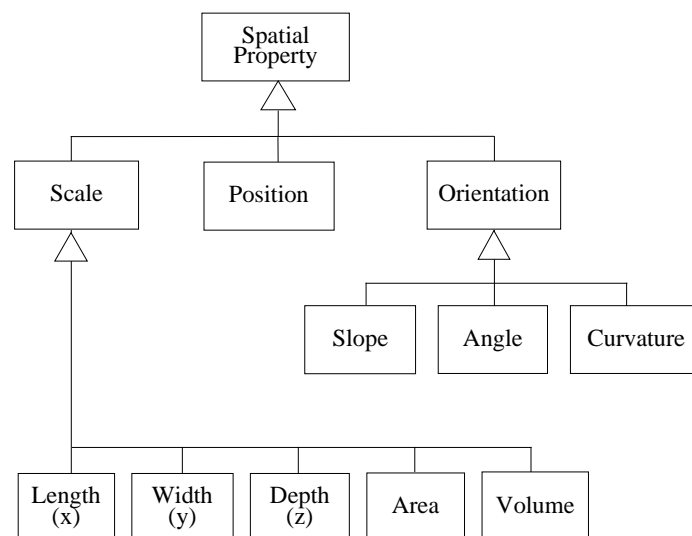 Spatial
Property
Scale
Position
Orientation
Slope
Angle
Curvature
Length
(x)
Width
(y)
Depth
(z)
Area
Volume